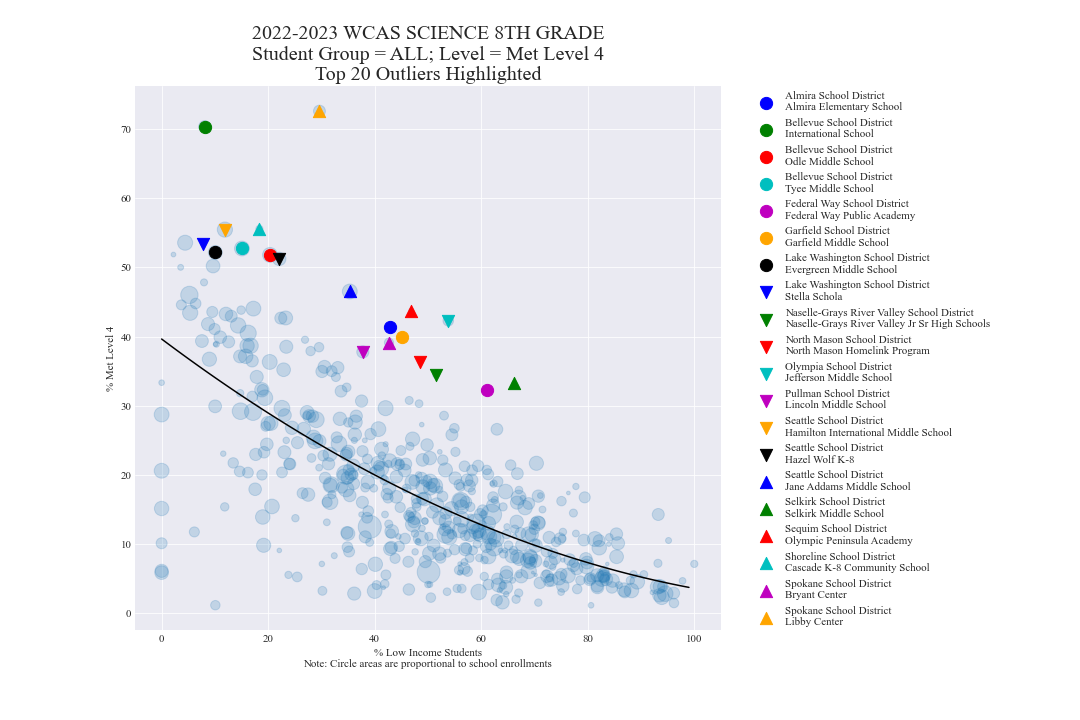 2022-2023 WCAS SCIENCE 8TH GRADE
Student Group = ALL; Level = Met Level 4
Top 20 Outliers Highlighted
% Met Level 4
70
60
50
40
30
20
10
0
0
20
40
60
80
100
% Low Income Students
Note: Circle areas are proportional to school enrollments
Almira School District
Almira Elementary School
Bellevue School District
International School
Bellevue School District
Odle Middle School
Bellevue School District
Tyee Middle School
Federal Way School District
Federal Way Public Academy
Garfield School District
Garfield Middle School
Lake Washington School District
Evergreen Middle School
Lake Washington School District
Stella Schola
Naselle-Grays River Valley School District
Naselle-Grays River Valley Jr Sr High Schools
North Mason School District
North Mason Homelink Program
Olympia School District
Jefferson Middle School
Pullman School District
Lincoln Middle School
Seattle School District
Hamilton International Middle School
Seattle School District
Hazel Wolf K-8
Seattle School District
Jane Addams Middle School
Selkirk School District
Selkirk Middle School
Sequim School District
Olympic Peninsula Academy
Shoreline School District
Cascade K-8 Community School
Spokane School District
Bryant Center
Spokane School District
Libby Center